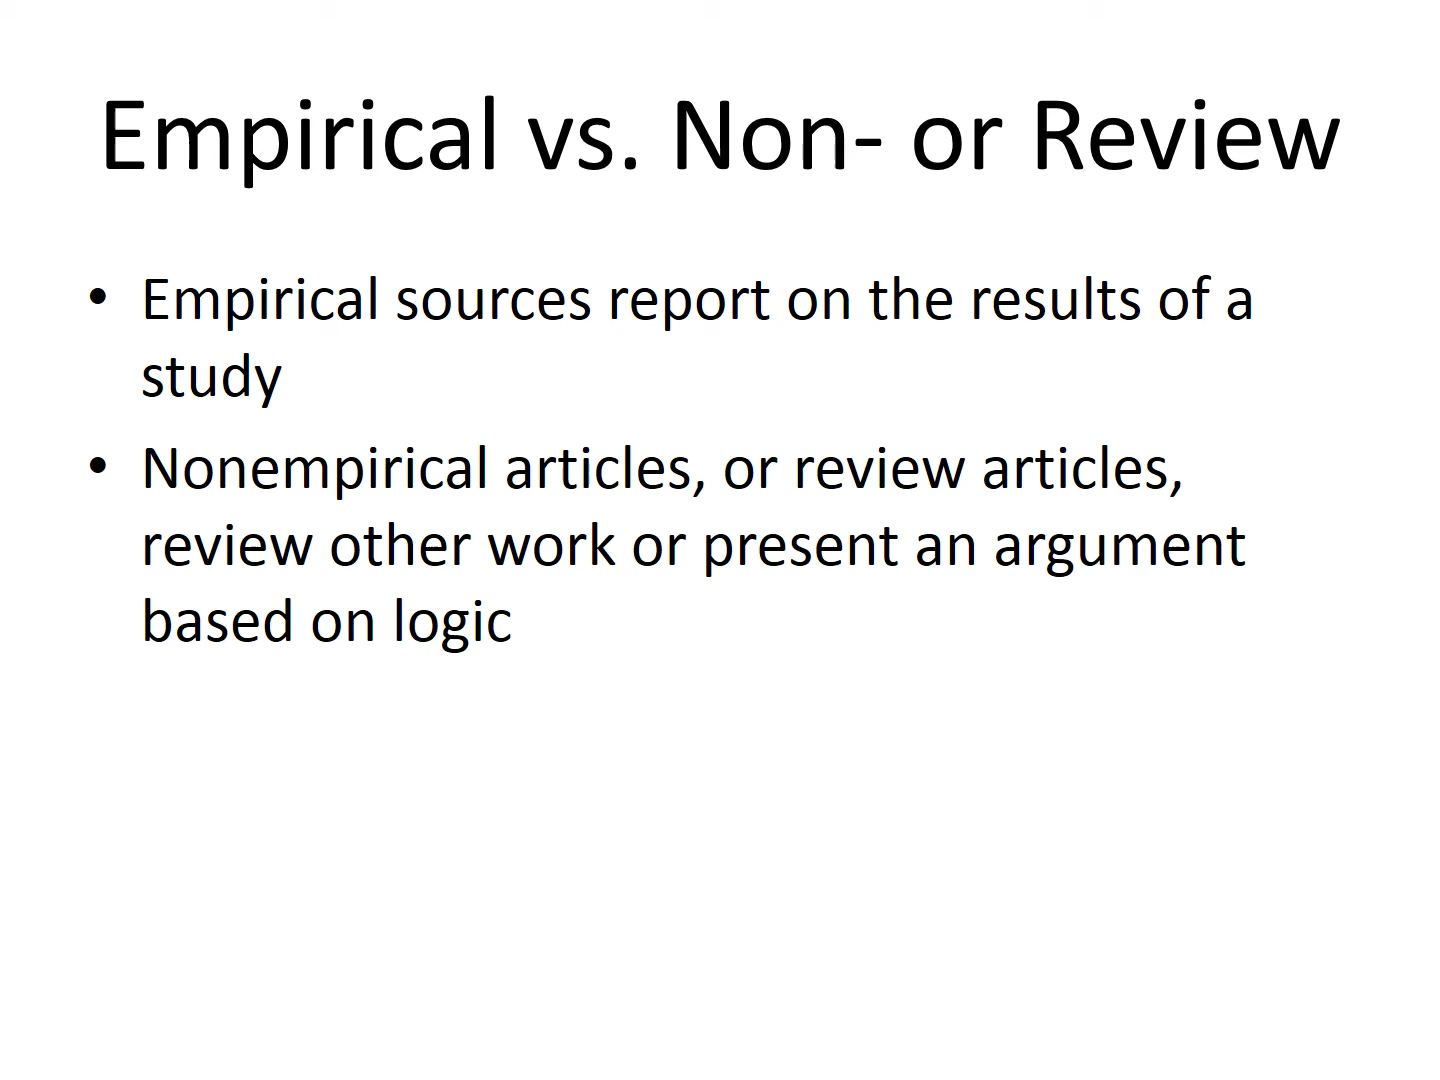 Empirical vs. Non- or Review
• Empirical sources report on the results of a
study
• Nonempirical articles, or review articles,
review other work or present an argument
based on logic